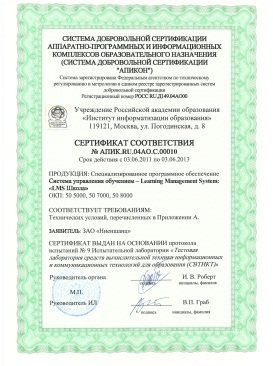 СИСТЕМА ДОБРОВОЛЬНОЙ СЕРТИФИКАЦИИ
АППАРАТНО-ПРОГРАММНЫХ И ИНФОРМАЦИОННЫХ
КОМПЛЕКСОВ ОБРАЗОВАТЕЛЬНОГО НАЗНАЧЕНИЯ
(СИСТЕМА ДОБРОВОЛЬНОЙ СЕРТИФИКАЦИИ
"АПИКОН")
Система зарегистрирована Федеральным агентством по техническому
регулированию и метрологии в едином реестре зарегистрированных систем
добровольной сертификации
Регистрационный номер РОСС RU.Д149.04АО00
Учреждение Российской академии образования
«Институт информатизации образования»
119121, Москва, ул. Погодинская, д. 8
СЕРТИФИКАТ СООТВЕТСТВИЯ
№ АПИК.RU.04АО.С.00010
Срок действия с 03.06.2011 по 03.06.2013
ПРОДУКЦИЯ: Специализированное программное обеспечение
Система управления обучением – Learning Management System:
«LMS Школа»
ОКП: 50 5000, 50 7000, 50 8000
СООТВЕТСТВУЕТ ТРЕБОВАНИЯМ:
Технических условий, перечисленных в Приложении А.
ЗАЯВИТЕЛЬ: ЗАО «Ниеншанц»
СЕРТИФИКАТ ВЫДАН НА ОСНОВАНИИ протокола
испытаний № 9 Испытательной лаборатории «Тестовая
лаборатория средств вычислительной техники информационных
и коммуникационных технологий для образования (СВТИКТ)»
Руководитель органа И. В. Роберт
подпись инициалы, фамилия
М.П.
Руководитель ИЛ В.П. Граб
подпись инициалы, фамилия